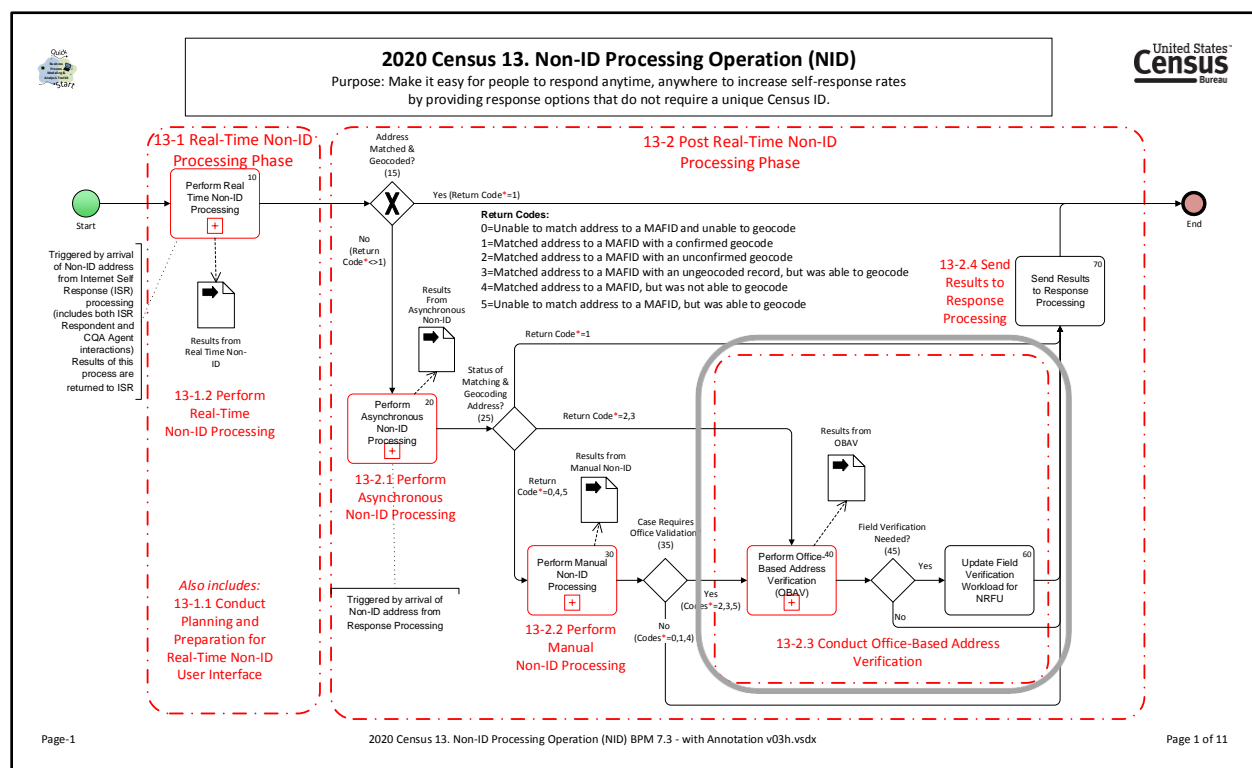 Quick
Start
2020 Census 13. Non-ID Processing Operation (NID)
Purpose: Make it easy for people to respond anytime, anywhere to increase self-response rates
by providing response options that do not require a unique Census ID.
United States™
Census
Bureau
13-1 Real-Time Non-ID
Processing Phase
Address
Matched &
Geocoded?
(15)
13-2 Post Real-Time Non-ID
Processing Phase
10
Perform Real
Time Non-ID
Processing
+
X
Yes (Return Code*=1)
Start
End
Return Codes:
0=Unable to match address to a MAFID and unable to geocode
1=Matched address to a MAFID with a confirmed geocode
2=Matched address to a MAFID with an unconfirmed geocode
3=Matched address to a MAFID with an ungeocoded record, but was able to geocode
4=Matched address to a MAFID, but was not able to geocode
5=Unable to match address to a MAFID, but was able to geocode
No
(Return
Code*<>1)
Triggered by arrival
of Non-ID address
from Internet Self
Response (ISR)
processing
(includes both ISR
Respondent and
CQA Agent
interactions)
Results of this
process are
returned to ISR
Results from
Real Time Non-
ID
13-1.2 Perform
Real-Time
Non-ID Processing
Results
From
Asynchronous
Non-ID
13-2.4 Send
Results to
Response
Processing
70
Send Results
to Response
Processing
Return Code*=1
Status of
Matching &
Geocoding
Address?
(25)
20
Perform
Asynchronous
Non-ID
Processing
+
Return Code*=2,3
13-2.1 Perform
Asynchronous
Non-ID Processing
Return
Code*=0,4,5
Results from
Manual Non-ID
Results from
OBAV
Case Requires
Office Validation?
(35)
Field Verification
Needed?
(45)
30
Perform Manual
Non-ID
Processing
+
40
Perform Office-
Based Address
Verification
(OBAV)
+
Yes
60
Update Field
Verification
Workload for
NRFU
Yes
(Codes*=2,3,5)
No
No
(Codes*=0,1,4)
Triggered by arrival of
Non-ID address from
Response Processing
13-2.2 Perform
Manual
Non-ID Processing
13-2.3 Conduct Office-Based Address
Verification
Also includes:
13-1.1 Conduct
Planning and
Preparation for
Real-Time Non-ID
User Interface
Page-1
2020 Census 13. Non-ID Processing Operation (NID) BPM 7.3 - with Annotation v03h.vsdx
Page 1 of 11